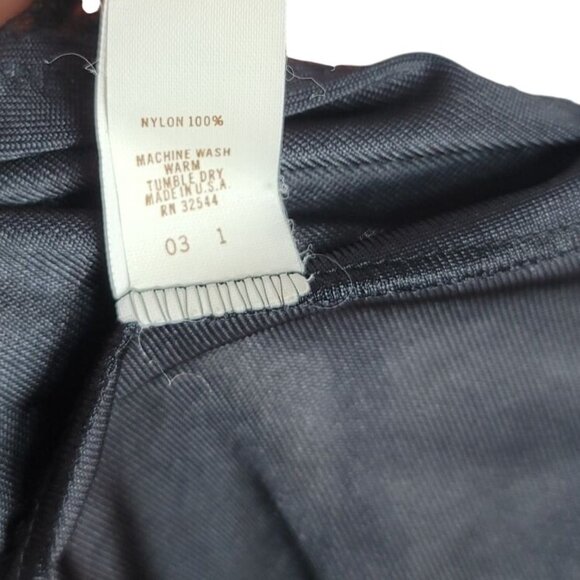 NYLON 100%
MACHINE WASH
WARM
TUMBLE DRY
MADE IN U.S.A.
RN 32544
03 1